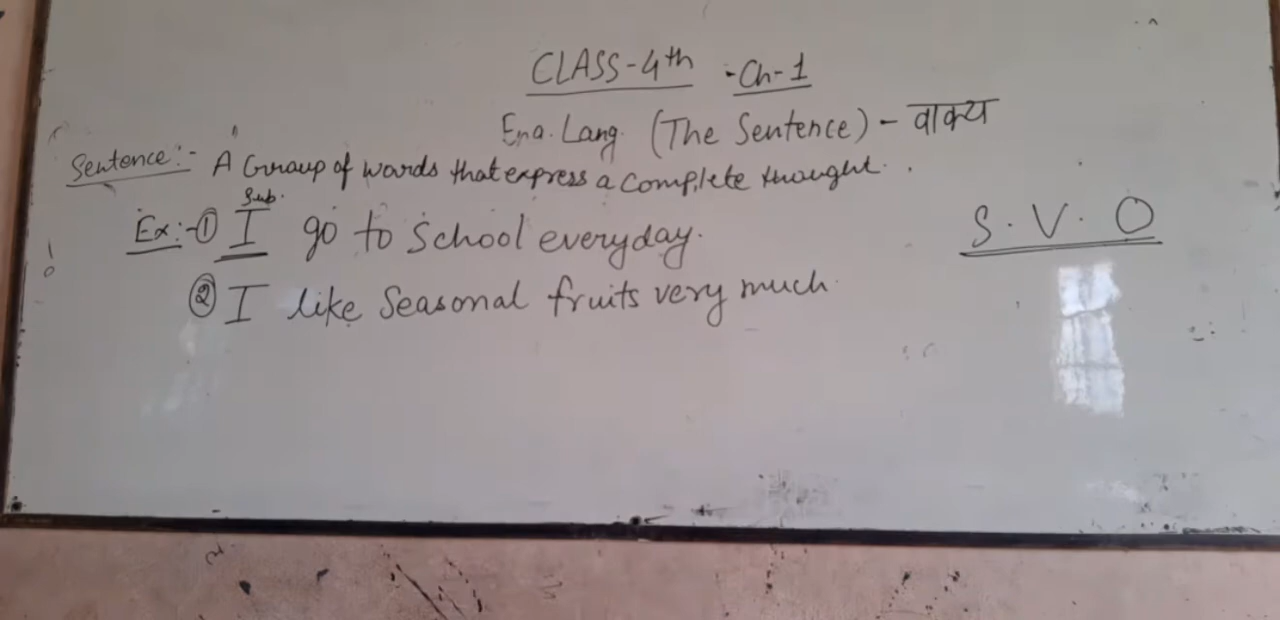 CLASS-4th -Ch-1
Eng. Lang. (The Sentence) - वाक्य
Sentence:- A Group of words that express a Complete thought.
Sub.
Ex:-① I go to School everyday.
② I like Seasonal fruits very much.
S. V. O